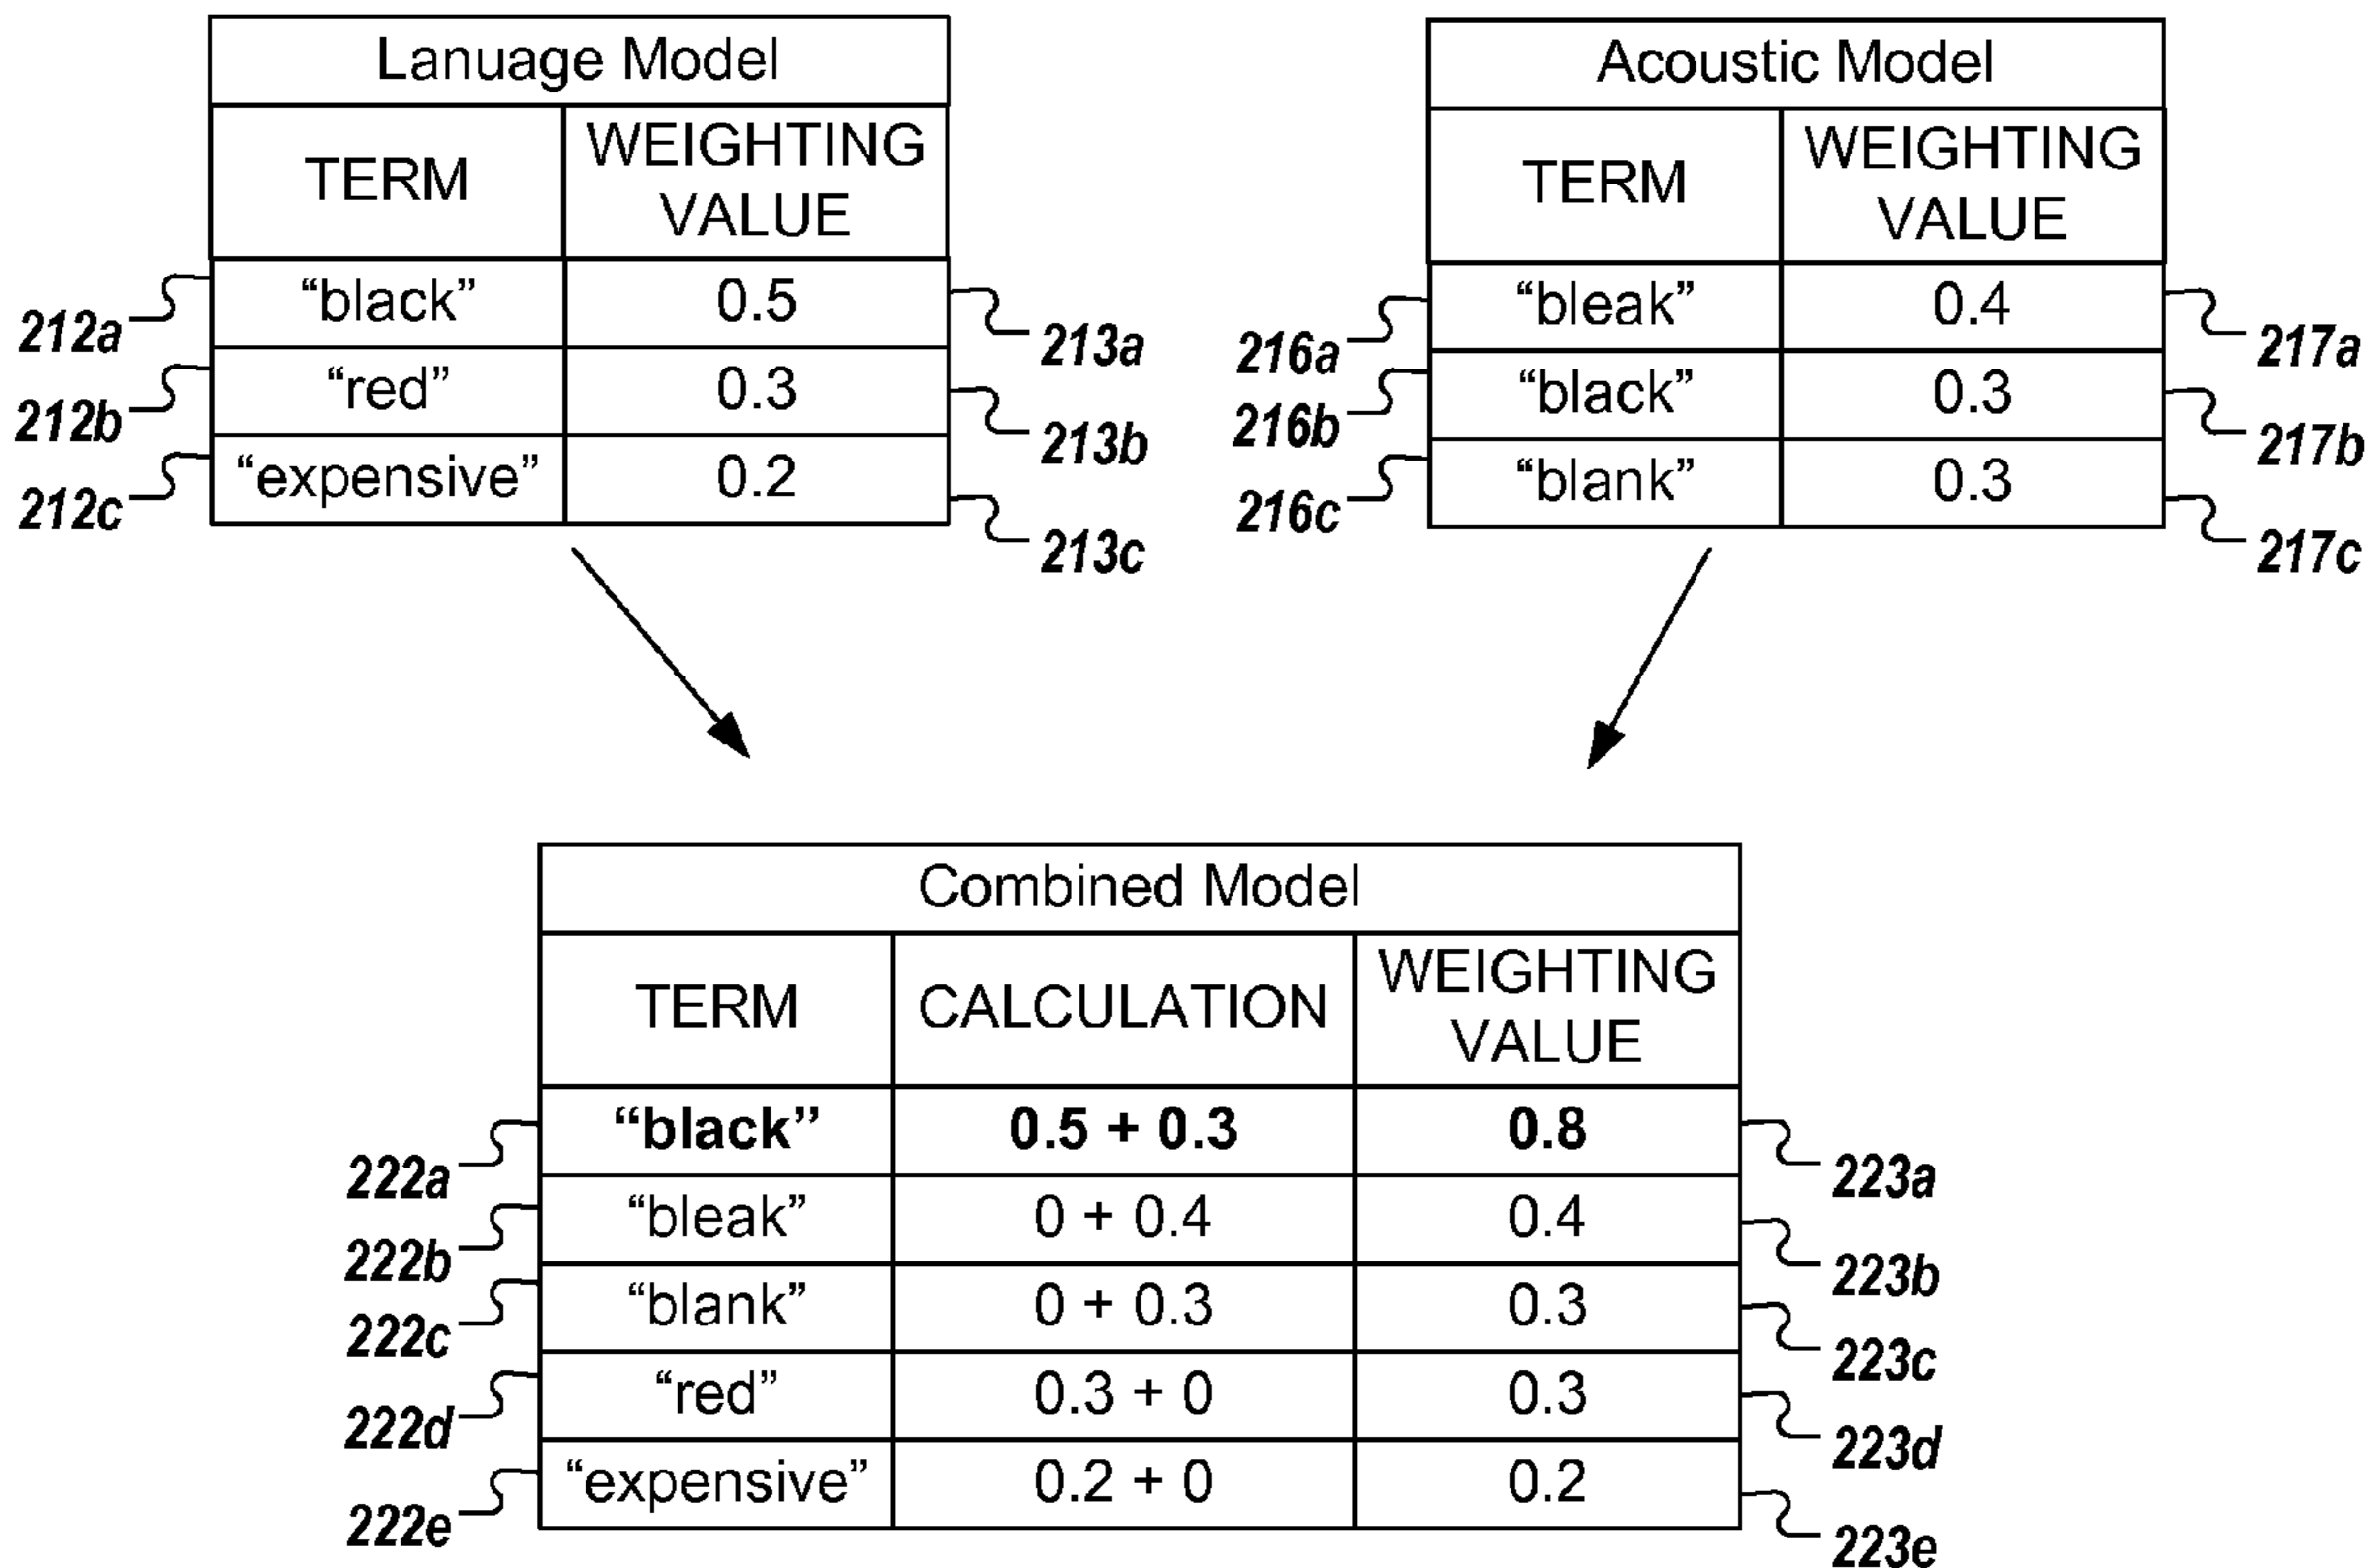 Lanuage Model
TERM
WEIGHTING
VALUE
212a “black” 0.5 213a
212b “red” 0.3 213b
212c “expensive” 0.2 213c
Acoustic Model
TERM
WEIGHTING
VALUE
216a “bleak” 0.4 217a
216b “black” 0.3 217b
216c “blank” 0.3 217c
Combined Model
TERM
CALCULATION
WEIGHTING
VALUE
222a “black” 0.5 + 0.3 0.8 223a
222b “bleak” 0 + 0.4 0.4 223b
222c “blank” 0 + 0.3 0.3 223c
222d “red” 0.3 + 0 0.3 223d
222e “expensive” 0.2 + 0 0.2 223e